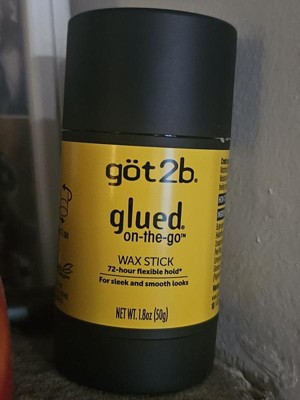 göt2b®
glued®
on-the-go™
WAX STICK
72-hour flexible hold*
For sleek and smooth looks
NET WT. 1.8oz (50g)